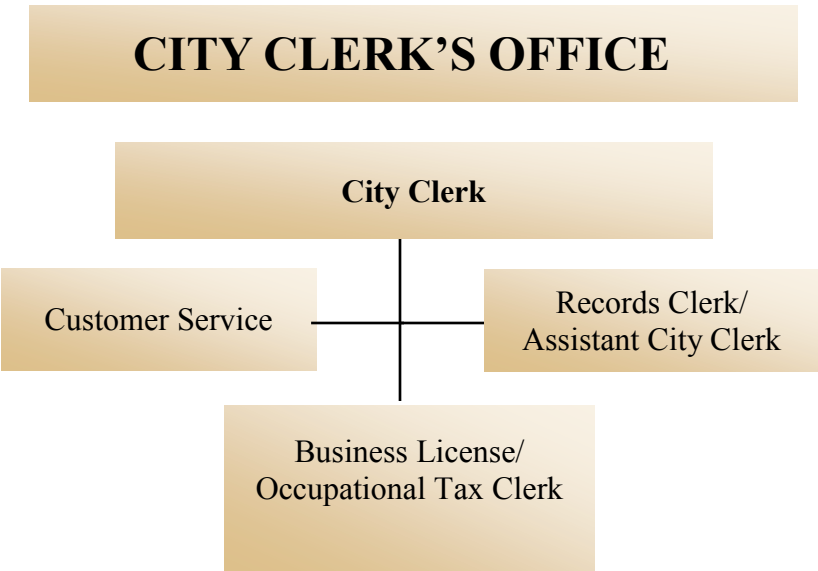 CITY CLERK’S OFFICE
City Clerk
Customer Service
Records Clerk/
Assistant City Clerk
Business License/
Occupational Tax Clerk